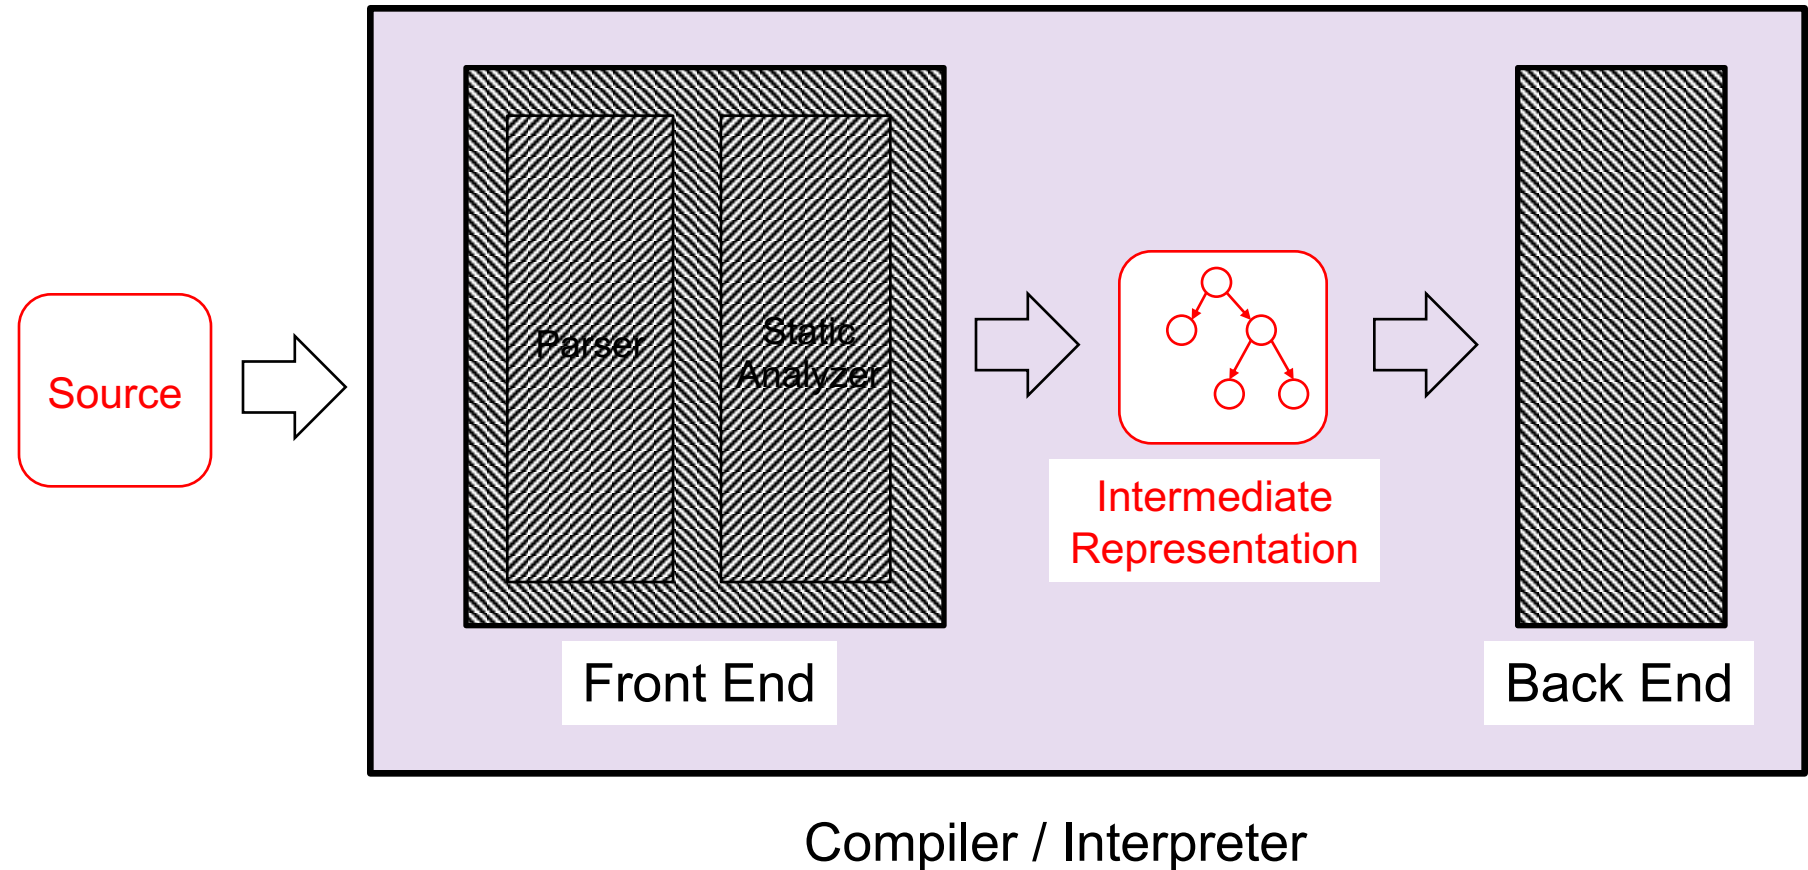 Source
Parser
Static
Analyzer
Intermediate
Representation
Front End
Back End
Compiler / Interpreter